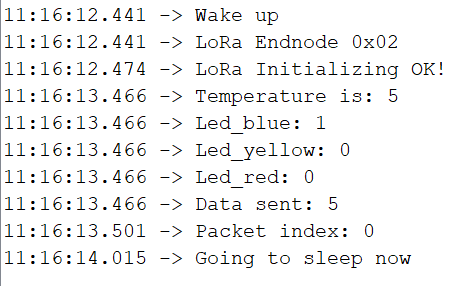 11:16:12.441 -> Wake up
11:16:12.441 -> LoRa Endnode 0x02
11:16:12.474 -> LoRa Initializing OK!
11:16:13.466 -> Temperature is: 5
11:16:13.466 -> Led_blue: 1
11:16:13.466 -> Led_yellow: 0
11:16:13.466 -> Led_red: 0
11:16:13.466 -> Data sent: 5
11:16:13.501 -> Packet index: 0
11:16:14.015 -> Going to sleep now